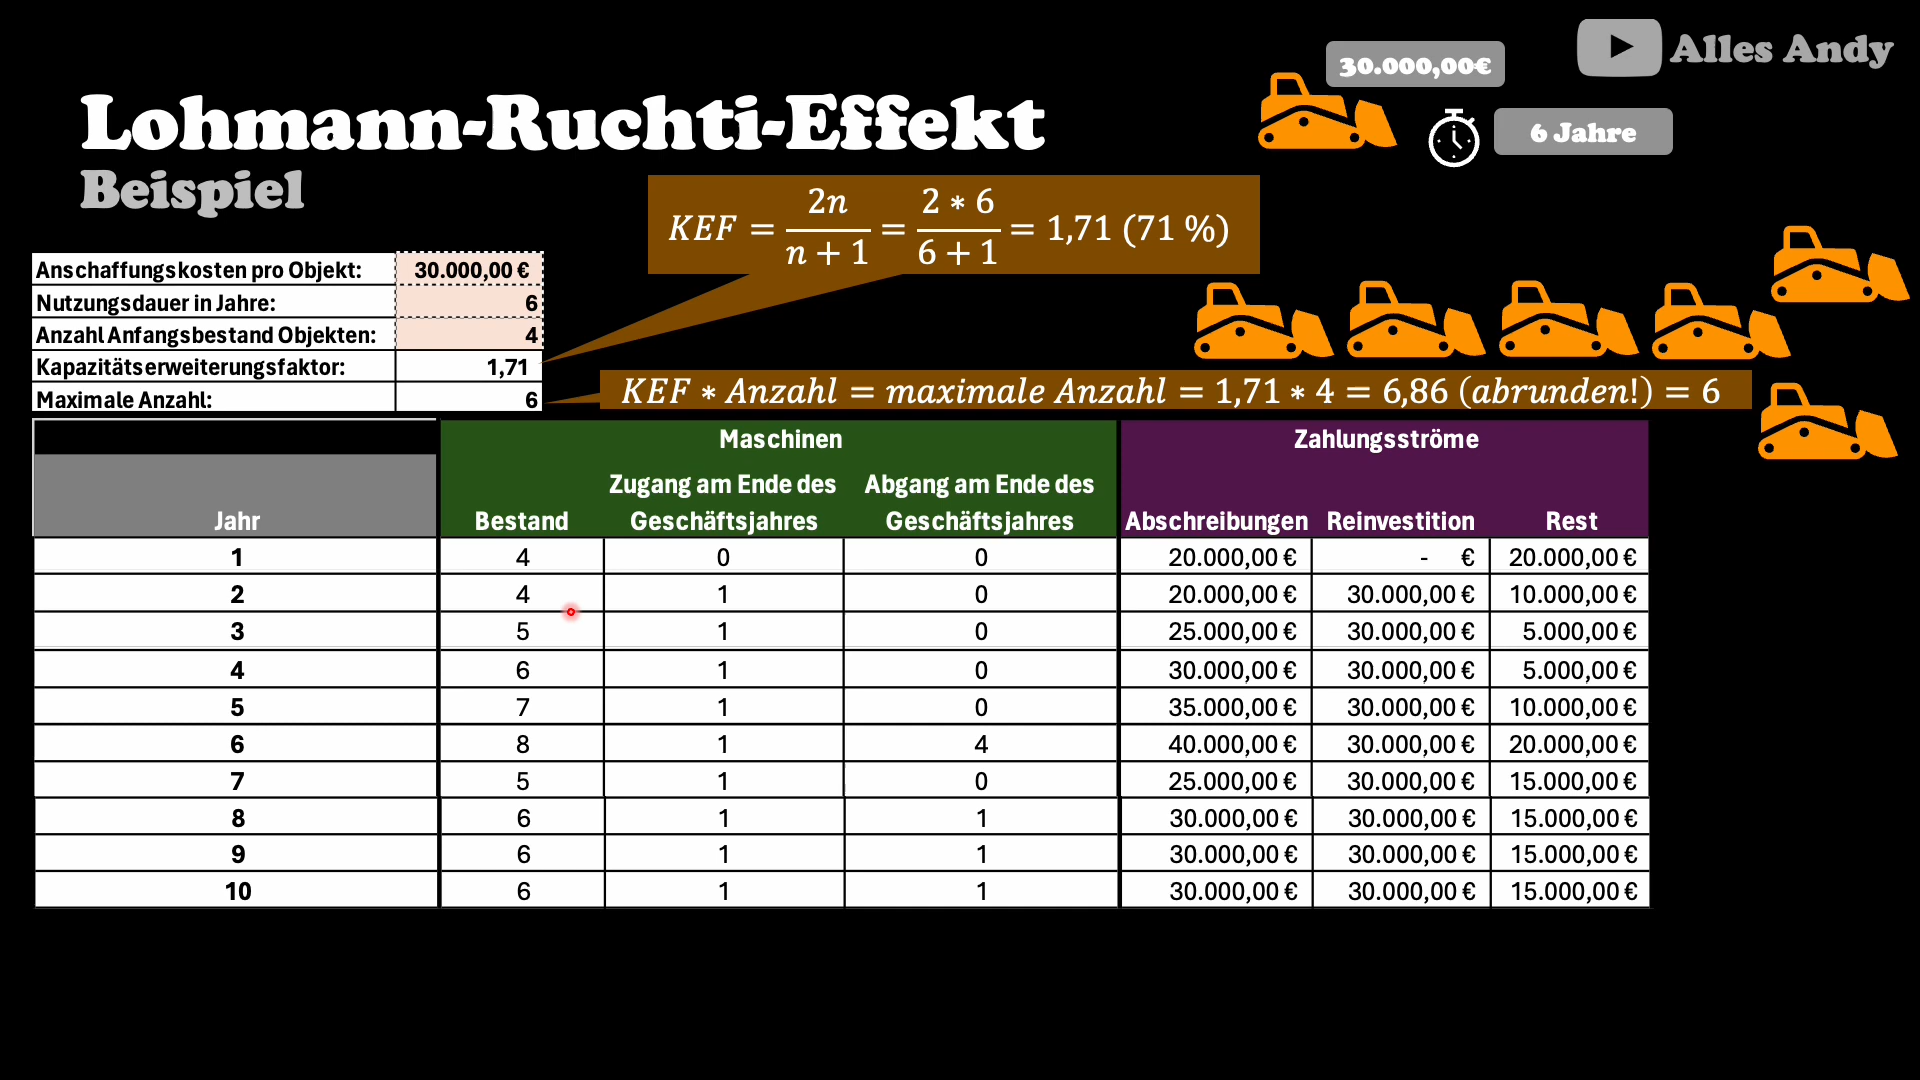 30.000,00€
Alles Andy
6 Jahre
Lohmann-Ruchti-Effekt
Beispiel
KEF = 2n / n + 1 = 2 ∗ 6 / 6 + 1 = 1,71 (71 %)
Anschaffungskosten pro Objekt: 30.000,00 €
Nutzungsdauer in Jahre: 6
Anzahl Anfangsbestand Objekten: 4
Kapazitätserweiterungsfaktor: 1,71
Maximale Anzahl: 6
KEF ∗ Anzahl = maximale Anzahl = 1,71 ∗ 4 = 6,86 (abrunden!) = 6
Maschinen Zahlungsströme
Zugang am Ende des Abgang am Ende des
Jahr Bestand Geschäftsjahres Geschäftsjahres Abschreibungen Reinvestition Rest
1 4 0 0 20.000,00 € - € 20.000,00 €
2 4 1 0 20.000,00 € 30.000,00 € 10.000,00 €
3 5 1 0 25.000,00 € 30.000,00 € 5.000,00 €
4 6 1 0 30.000,00 € 30.000,00 € 5.000,00 €
5 7 1 0 35.000,00 € 30.000,00 € 10.000,00 €
6 8 1 4 40.000,00 € 30.000,00 € 20.000,00 €
7 5 1 0 25.000,00 € 30.000,00 € 15.000,00 €
8 6 1 1 30.000,00 € 30.000,00 € 15.000,00 €
9 6 1 1 30.000,00 € 30.000,00 € 15.000,00 €
10 6 1 1 30.000,00 € 30.000,00 € 15.000,00 €